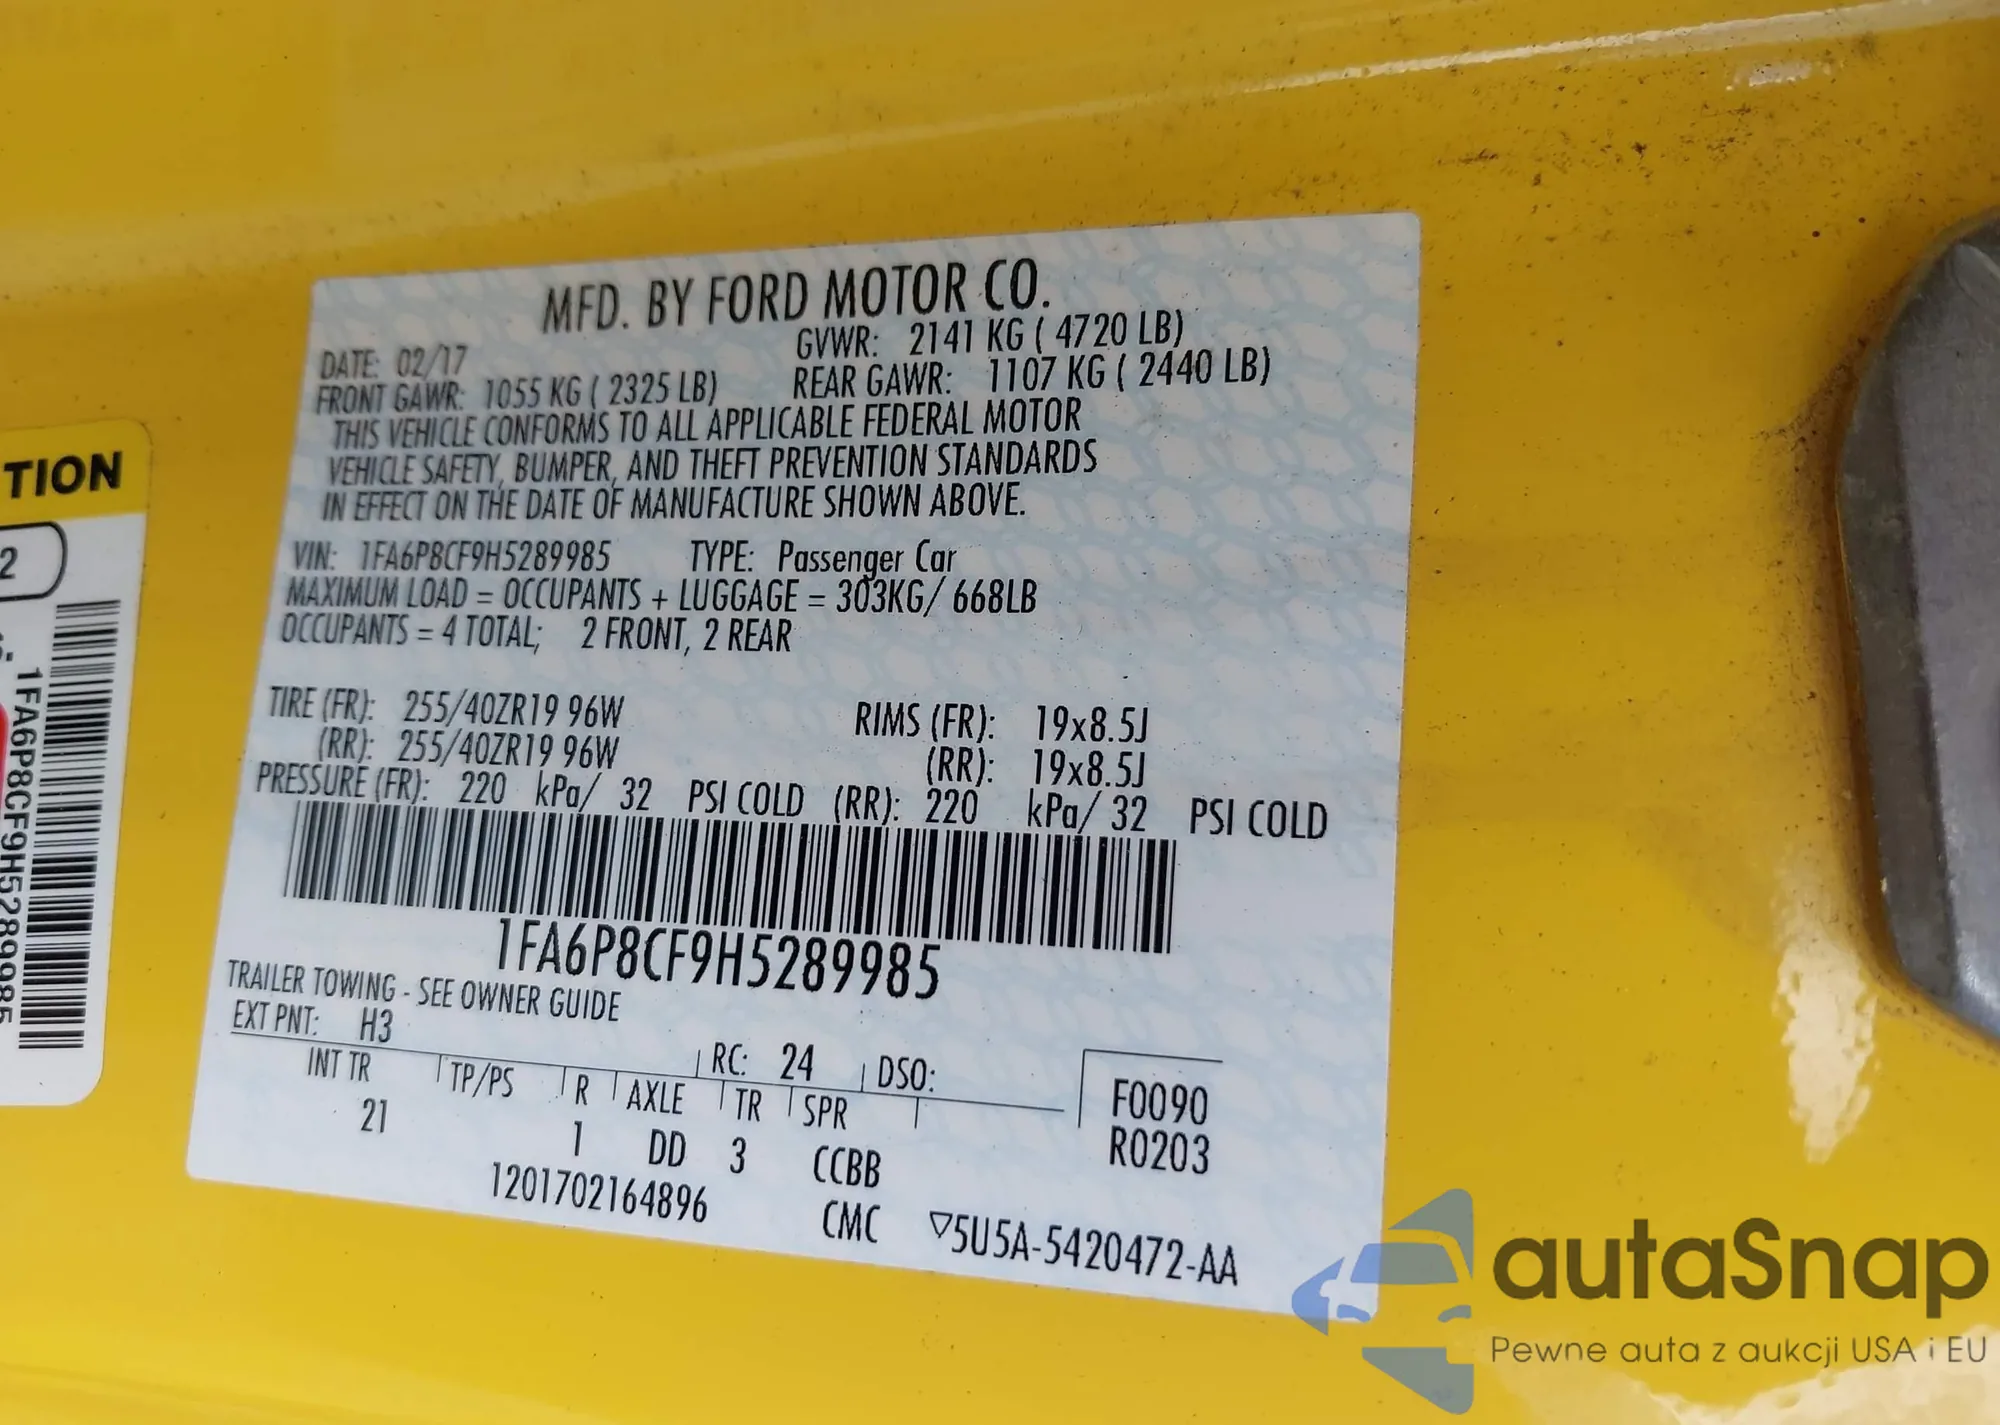 MFD. BY FORD MOTOR CO.
DATE: 02/17 GVWR: 2141 KG ( 4720 LB)
FRONT GAWR: 1055 KG ( 2325 LB) REAR GAWR: 1107 KG ( 2440 LB)
THIS VEHICLE CONFORMS TO ALL APPLICABLE FEDERAL MOTOR
VEHICLE SAFETY, BUMPER, AND THEFT PREVENTION STANDARDS
IN EFFECT ON THE DATE OF MANUFACTURE SHOWN ABOVE.
VIN: 1FA6P8CF9H5289985 TYPE: Passenger Car
MAXIMUM LOAD = OCCUPANTS + LUGGAGE = 303KG/ 668LB
OCCUPANTS = 4 TOTAL; 2 FRONT, 2 REAR
TIRE (FR): 255/40ZR19 96W RIMS (FR): 19x8.5J
(RR): 255/40ZR19 96W (RR): 19x8.5J
PRESSURE (FR): 220 kPa/ 32 PSI COLD (RR): 220 kPa/ 32 PSI COLD
1FA6P8CF9H5289985
TRAILER TOWING - SEE OWNER GUIDE
EXT PNT: H3 RC: 24 DSO:
INT TR TP/PS R AXLE TR SPR F0090
21 1 DD 3 CCBB R0203
1201702164896 CMC ▽5U5A-5420472-AA
TION
2
1FA6P8CF9H5289985
autaSnap
Pewne auta z aukcji USA i EU